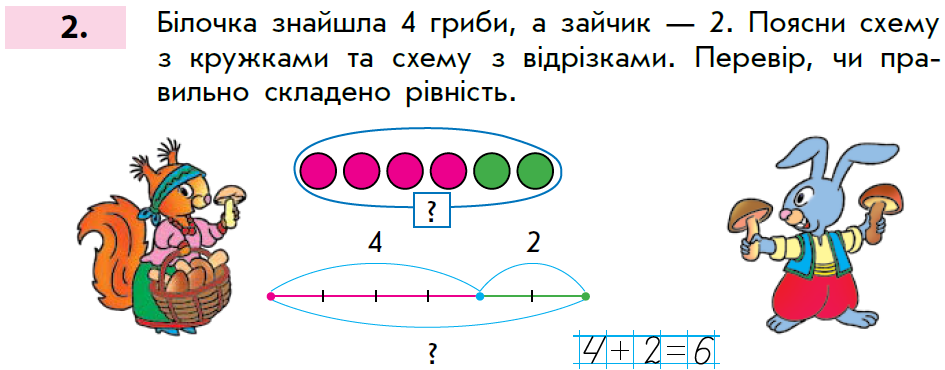 2.
Білочка знайшла 4 гриби, а зайчик — 2. Поясни схему
з кружками та схему з відрізками. Перевір, чи пра-
вильно складено рівність.
?
4 2
?
4 + 2 = 6